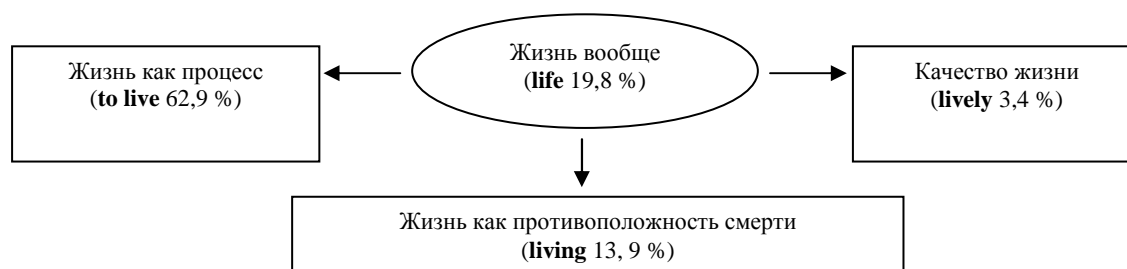 Жизнь вообще
(life 19,8 %)
Жизнь как процесс
(to live 62,9 %)
Качество жизни
(lively 3,4 %)
Жизнь как противоположность смерти
(living 13, 9 %)